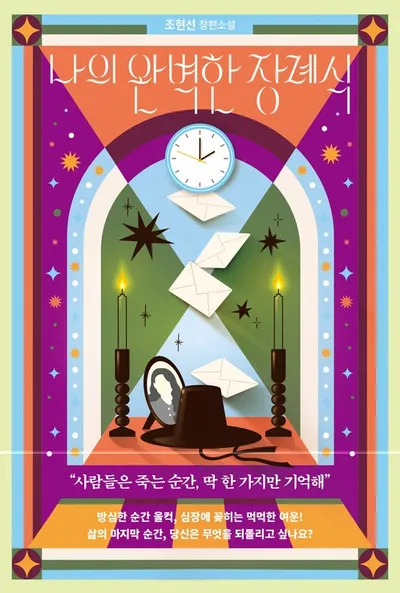 조현선 장편소설
나의 완벽한 장례식
“사람들은 죽는 순간, 딱 한 가지만 기억해”
방심한 순간 울컥, 심장에 꽂히는 먹먹한 여운!
삶의 마지막 순간, 당신은 무엇을 되돌리고 싶나요?